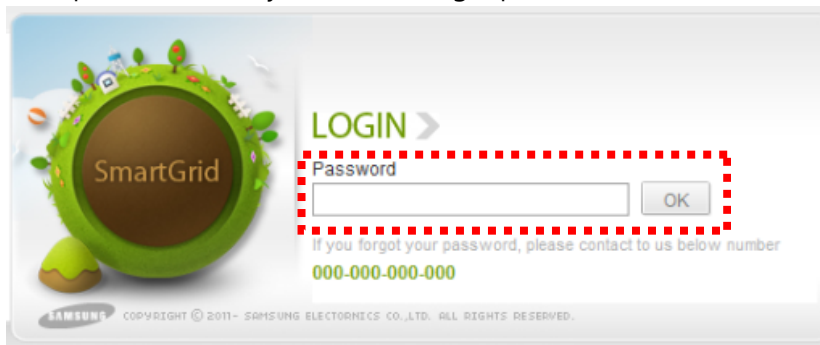 SmartGrid
LOGIN
Password
OK
If you forgot your password, please contact to us below number
000-000-000-000
SAMSUNG COPYRIGHT © 2011- SAMSUNG ELECTORNICS CO.,LTD. ALL RIGHTS RESERVED.